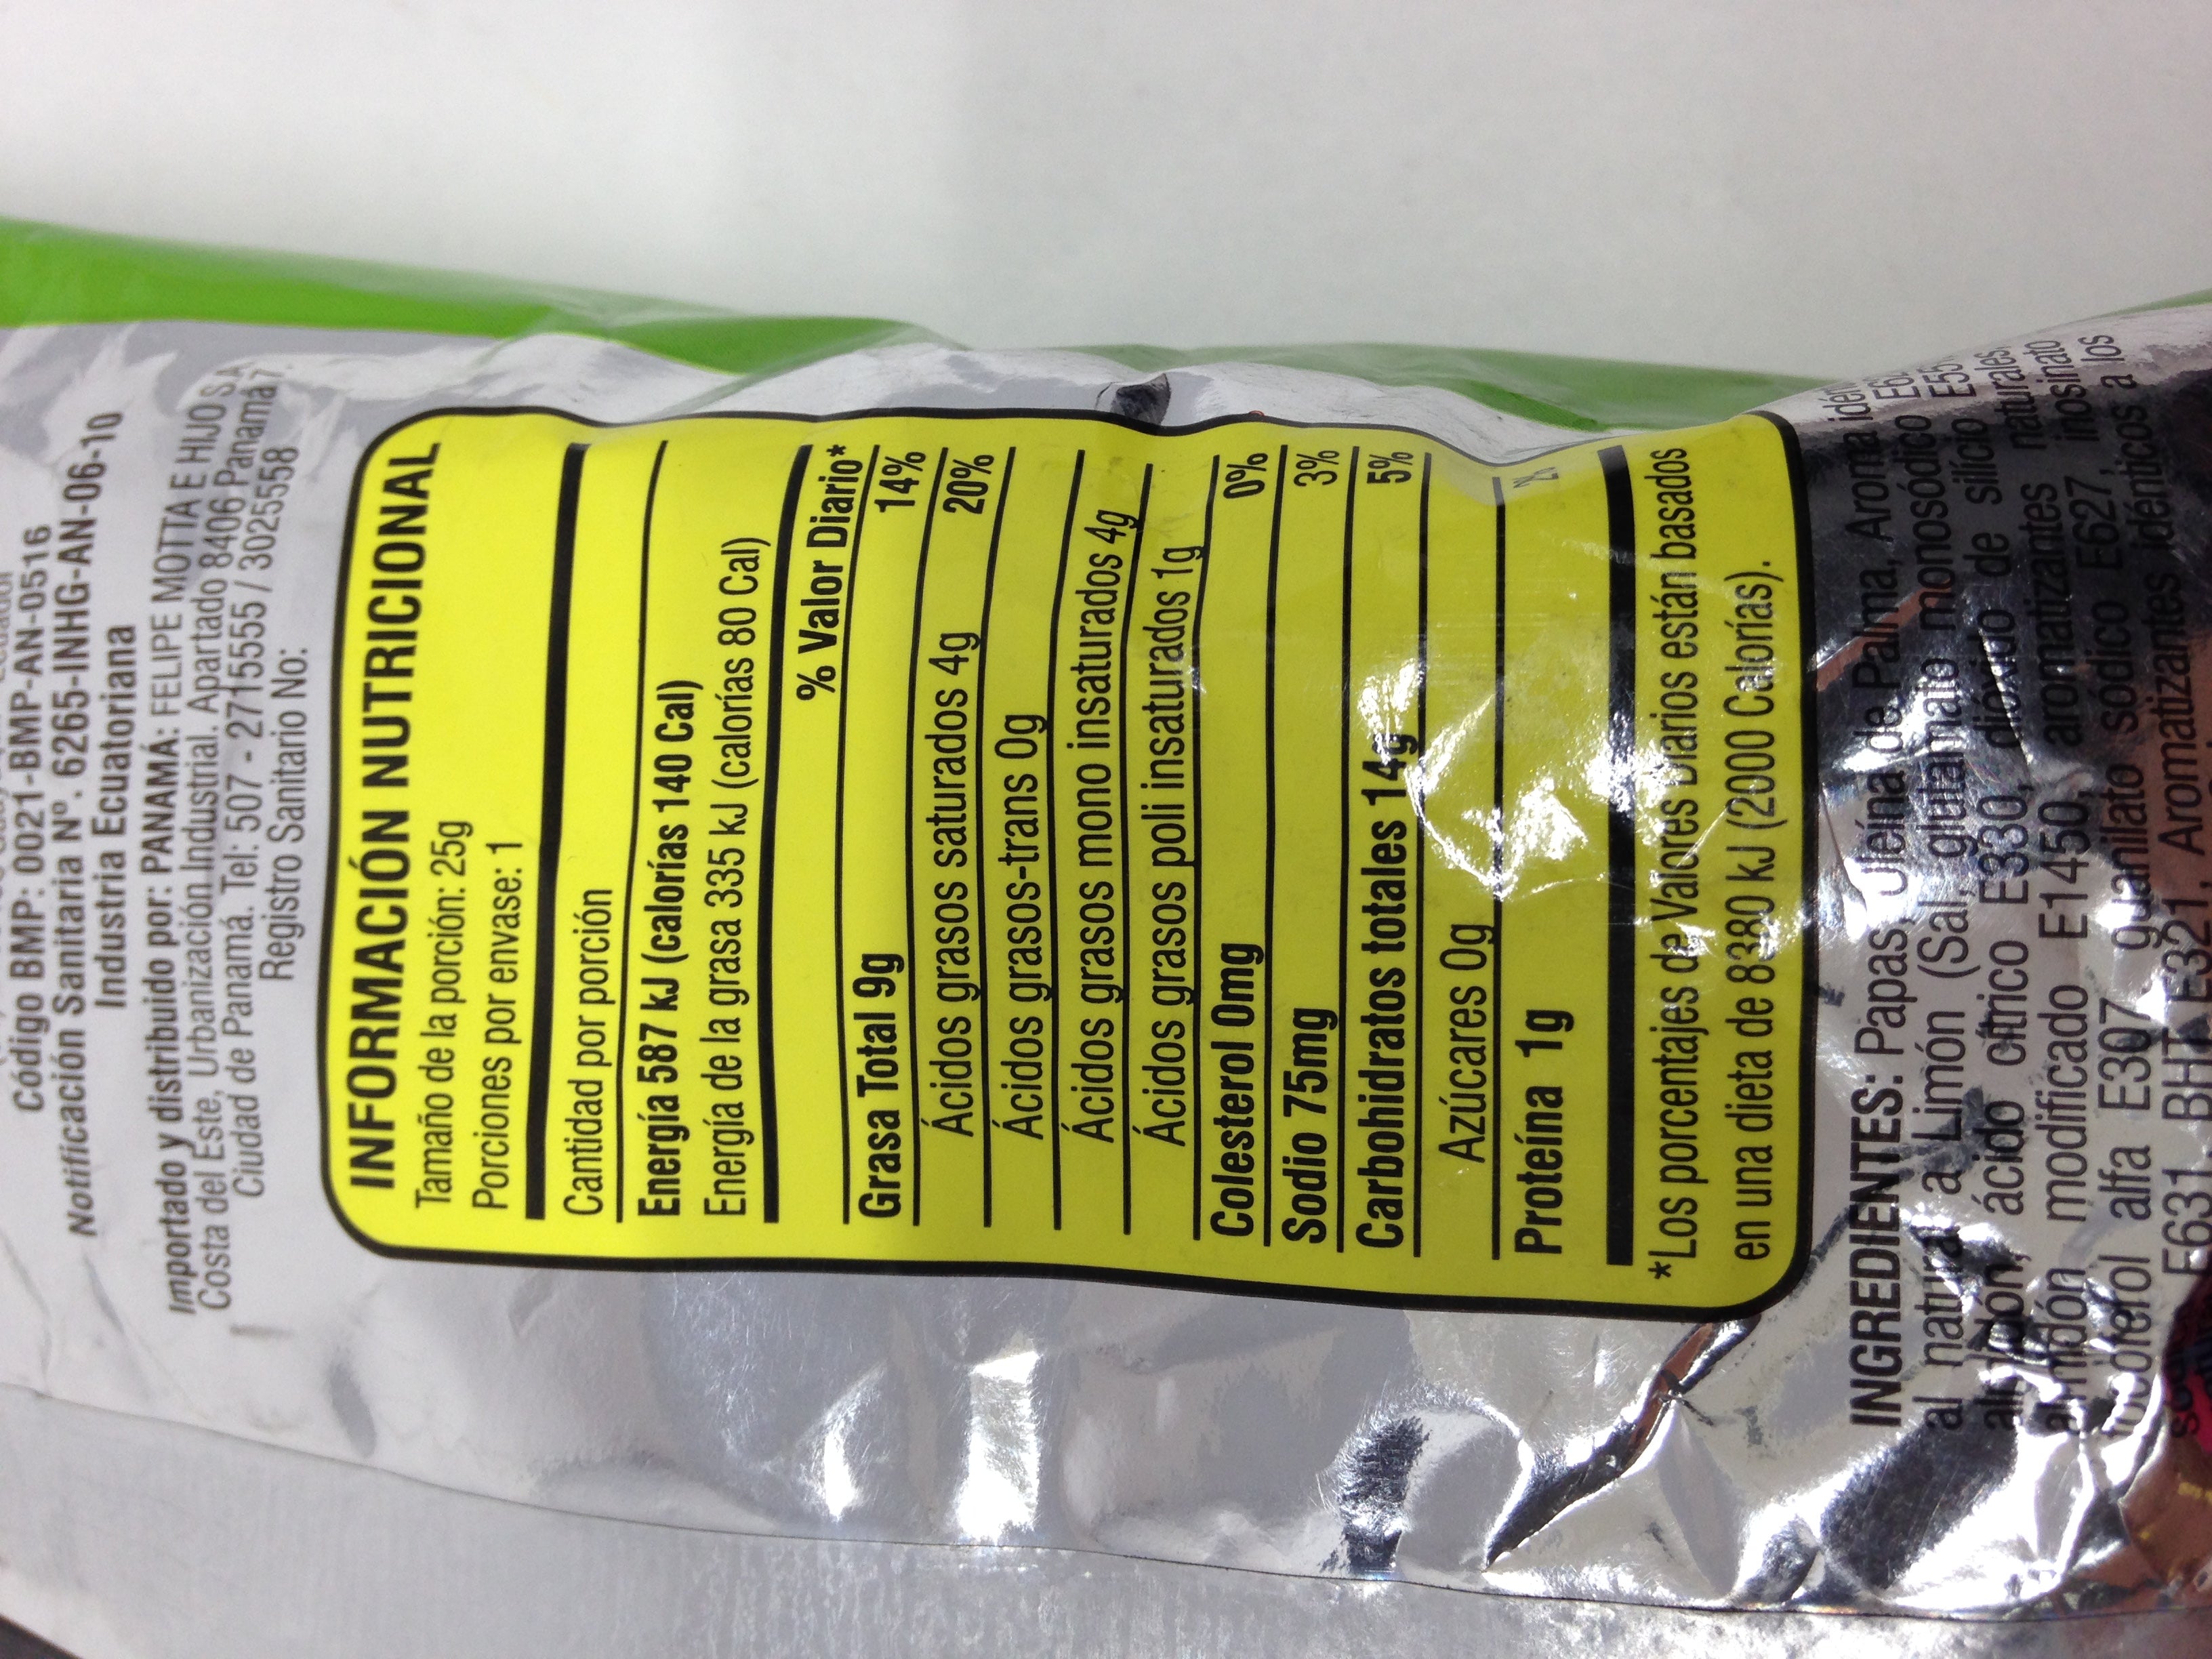 Código BMP: 0021-BMP-AN-0516
Notificación Sanitaria Nº. 6265-INHG-AN-06-10
Industria Ecuatoriana
Importado y distribuido por: PANAMÁ: FELIPE MOTTA E HIJO S.A
Costa del Este, Urbanización Industrial. Apartado 8406 Panamá 7.
Ciudad de Panamá. Tel: 507 - 2715555 / 3025558
Registro Sanitario No:
INFORMACIÓN NUTRICIONAL
Tamaño de la porción: 25g
Porciones por envase: 1
Cantidad por porción
Energía 587 kJ (calorías 140 Cal)
Energía de la grasa 335 kJ (calorías 80 Cal)
% Valor Diario*
Grasa Total 9g 14%
Ácidos grasos saturados 4g 20%
Ácidos grasos-trans 0g
Ácidos grasos mono insaturados 4g
Ácidos grasos poli insaturados 1g
Colesterol 0mg 0%
Sodio 75mg 3%
Carbohidratos totales 14g 5%
Azúcares 0g
Proteína 1g 2%
*Los porcentajes de Valores Diarios están basados
en una dieta de 8380 kJ (2000 Calorías).
INGREDIENTES: Papas, Oleína de Palma, Aroma
al natural a Limón (Sal, glutamato monosódico
almidón, ácido cítrico E330, dióxido de silicio
almidón modificado E1450, aromatizantes naturales
tocoferol alfa E307, guanilato sódico E627, inosinato
E631, BHT E321, Aromatizantes idénticos a los